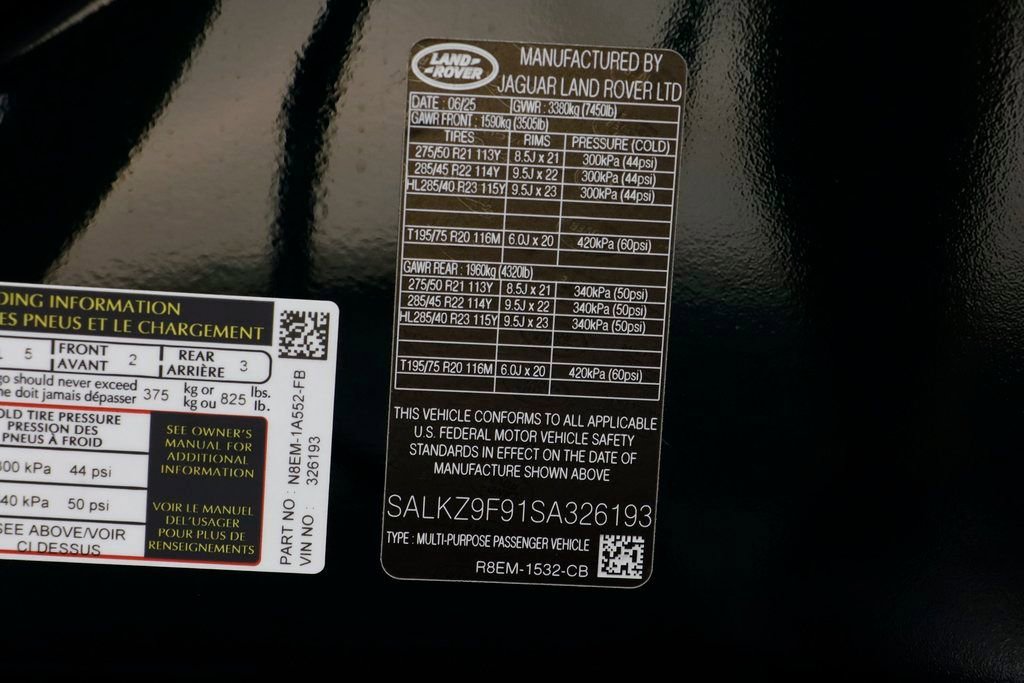 DING INFORMATION
ES PNEUS ET LE CHARGEMENT
5 FRONT AVANT 2 REAR ARRIÈRE 3
go should never exceed
ne doit jamais dépasser 375 kg or kg ou 825 lbs. lb.
OLD TIRE PRESSURE
PRESSION DES
PNEUS À FROID
300 kPa 44 psi
40 kPa 50 psi
SEE ABOVE/VOIR
CI DESSUS
SEE OWNER'S
MANUAL FOR
ADDITIONAL
INFORMATION
VOIR LE MANUEL
DEL'USAGER
POUR PLUS DE
RENSEIGNEMENTS
PART NO : N8EM-1A552-FB
VIN NO : 326193
LAND ROVER
MANUFACTURED BY
JAGUAR LAND ROVER LTD
DATE : 06/25 GVWR : 3380kg (7450lb)
GAWR FRONT : 1590kg (3505lb)
TIRES RIMS PRESSURE (COLD)
275/50 R21 113Y 8.5J x 21 300kPa (44psi)
285/45 R22 114Y 9.5J x 22 300kPa (44psi)
HL285/40 R23 115Y 9.5J x 23 300kPa (44psi)
T195/75 R20 116M 6.0J x 20 420kPa (60psi)
GAWR REAR : 1960kg (4320lb)
275/50 R21 113Y 8.5J x 21 340kPa (50psi)
285/45 R22 114Y 9.5J x 22 340kPa (50psi)
HL285/40 R23 115Y 9.5J x 23 340kPa (50psi)
T195/75 R20 116M 6.0J x 20 420kPa (60psi)
THIS VEHICLE CONFORMS TO ALL APPLICABLE
U.S. FEDERAL MOTOR VEHICLE SAFETY
STANDARDS IN EFFECT ON THE DATE OF
MANUFACTURE SHOWN ABOVE
SALKZ9F91SA326193
TYPE : MULTI-PURPOSE PASSENGER VEHICLE
R8EM-1532-CB